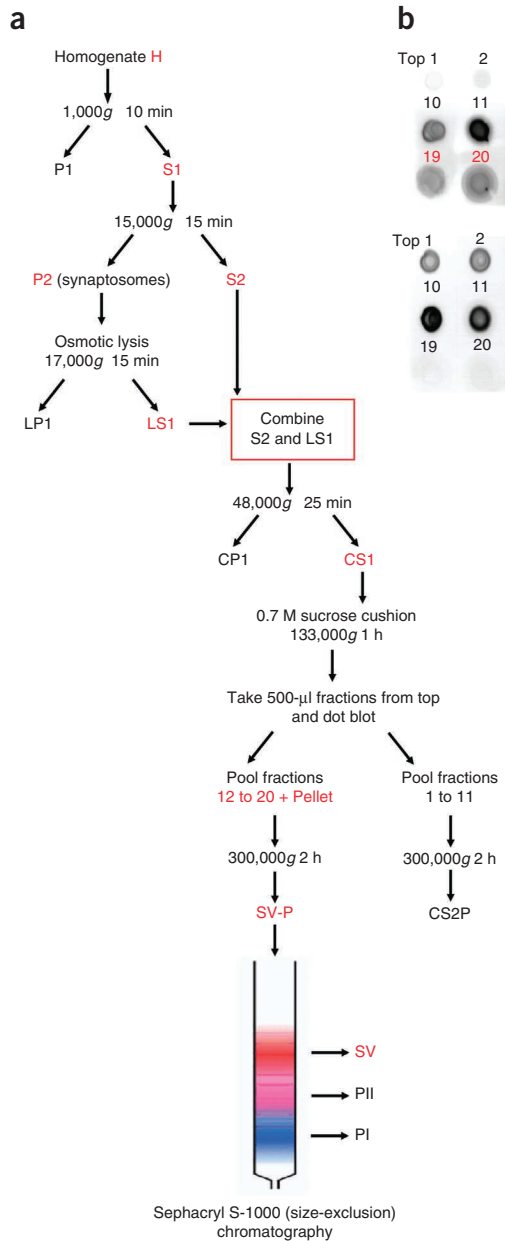 a
Homogenate H
1,000g 10 min
P1 S1
15,000g 15 min
P2 (synaptosomes) S2
Osmotic lysis
17,000g 15 min
LP1 LS1
Combine
S2 and LS1
48,000g 25 min
CP1 CS1
0.7 M sucrose cushion
133,000g 1 h
Take 500-µl fractions from top
and dot blot
Pool fractions
12 to 20 + Pellet
Pool fractions
1 to 11
300,000g 2 h 300,000g 2 h
SV-P CS2P
SV
PII
PI
Sephacryl S-1000 (size-exclusion)
chromatography
b
Top 1 2
10 11
19 20
Top 1 2
10 11
19 20